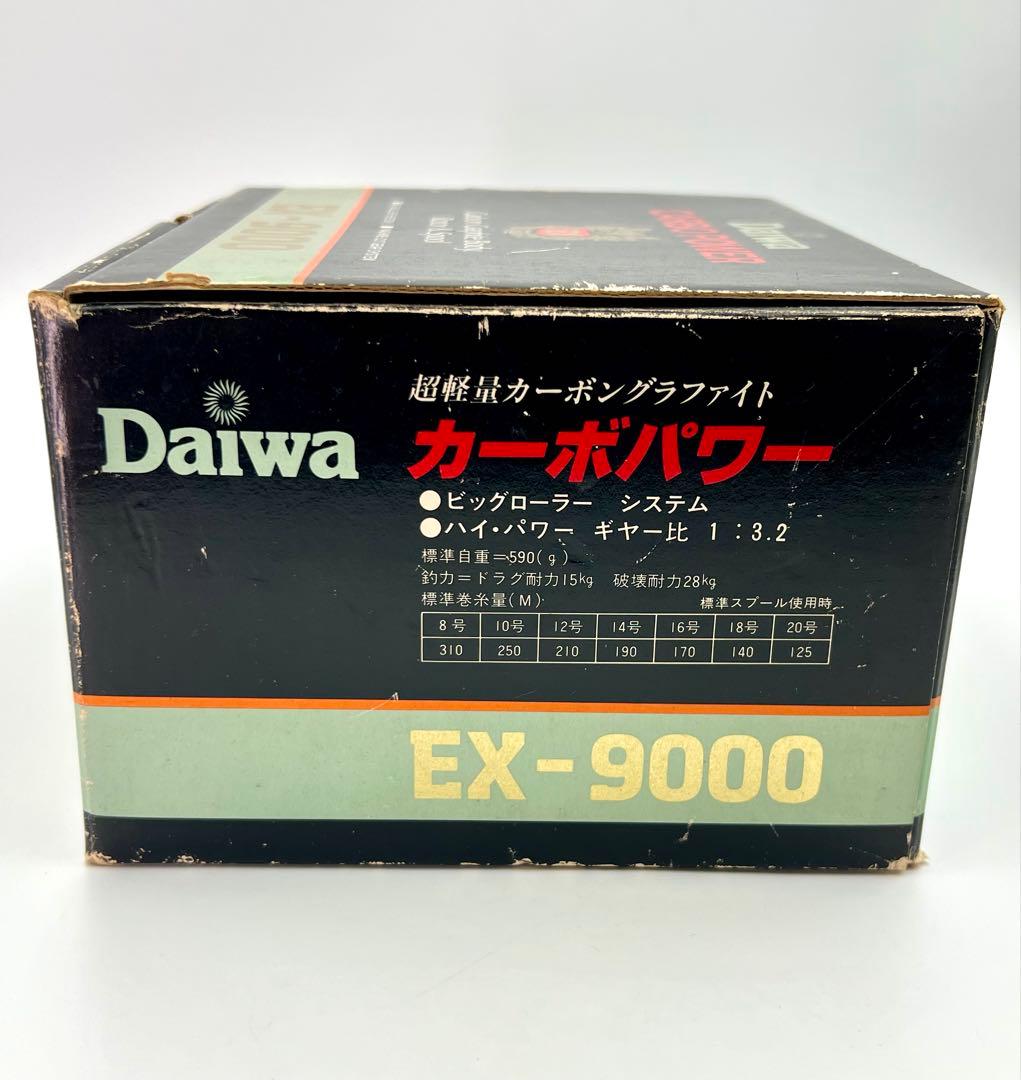 EX-9000
Daiwa
CARBO POWER
Daiwa
超軽量カーボングラファイト
カーボパワー
●ビッグローラー システム
●ハイ・パワー ギヤー比 1:3.2
標準自重=590(g)
釣力=ドラグ耐力15kg 破壊耐力28kg
標準巻糸量(M) 標準スプール使用時
8号 10号 12号 14号 16号 18号 20号
310 250 210 190 170 140 125
EX-9000